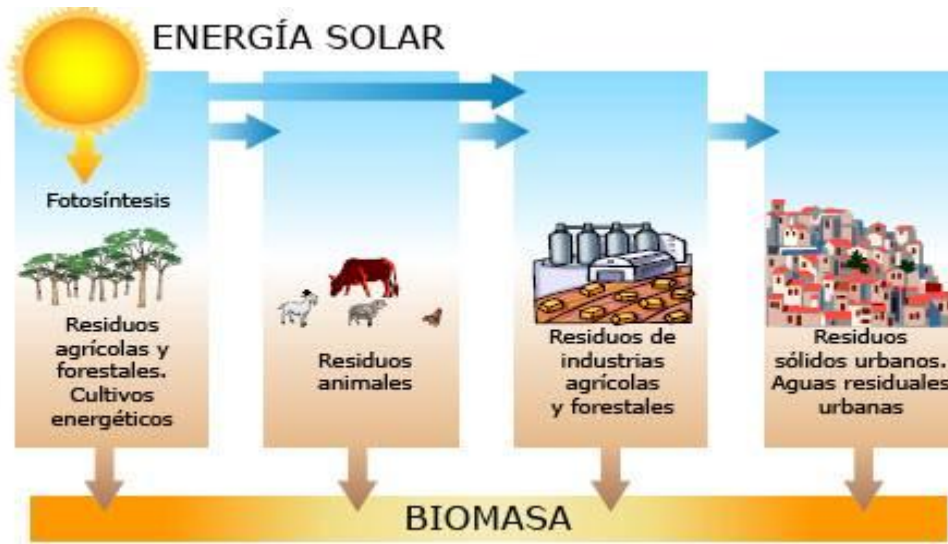 ENERGÍA SOLAR
Fotosíntesis
Residuos
agrícolas y
forestales.
Cultivos
energéticos
Residuos
animales
Residuos de
industrias
agrícolas
y forestales
Residuos
sólidos urbanos.
Aguas residuales
urbanas
BIOMASA